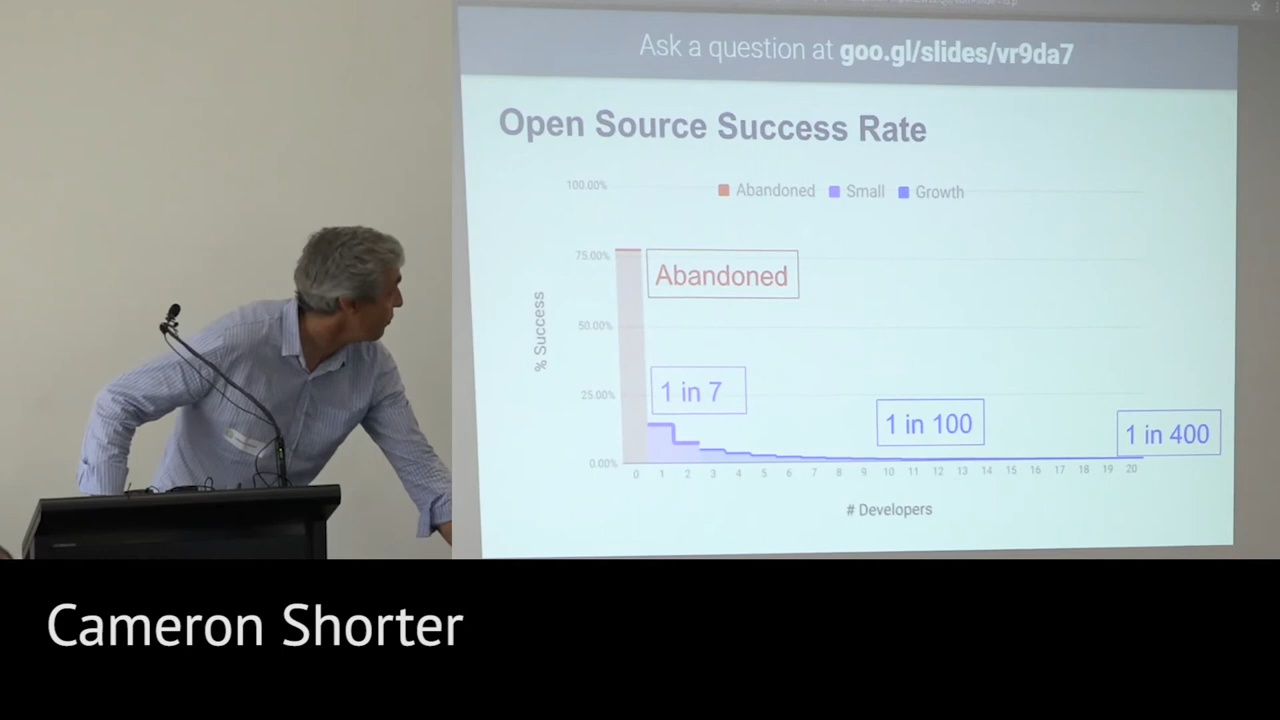 Ask a question at goo.gl/slides/vr9da7
Open Source Success Rate
Abandoned Small Growth
100.00%
75.00%
50.00%
25.00%
0.00%
% Success
Abandoned
1 in 7
1 in 100
1 in 400
0 1 2 3 4 5 6 7 8 9 10 11 12 13 14 15 16 17 18 19 20
# Developers
Cameron Shorter